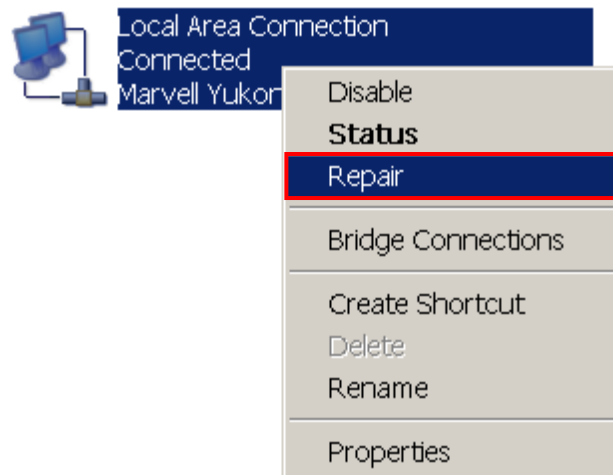 Local Area Connection
Connected
Marvell Yukon
Disable
Status
Repair
Bridge Connections
Create Shortcut
Delete
Rename
Properties